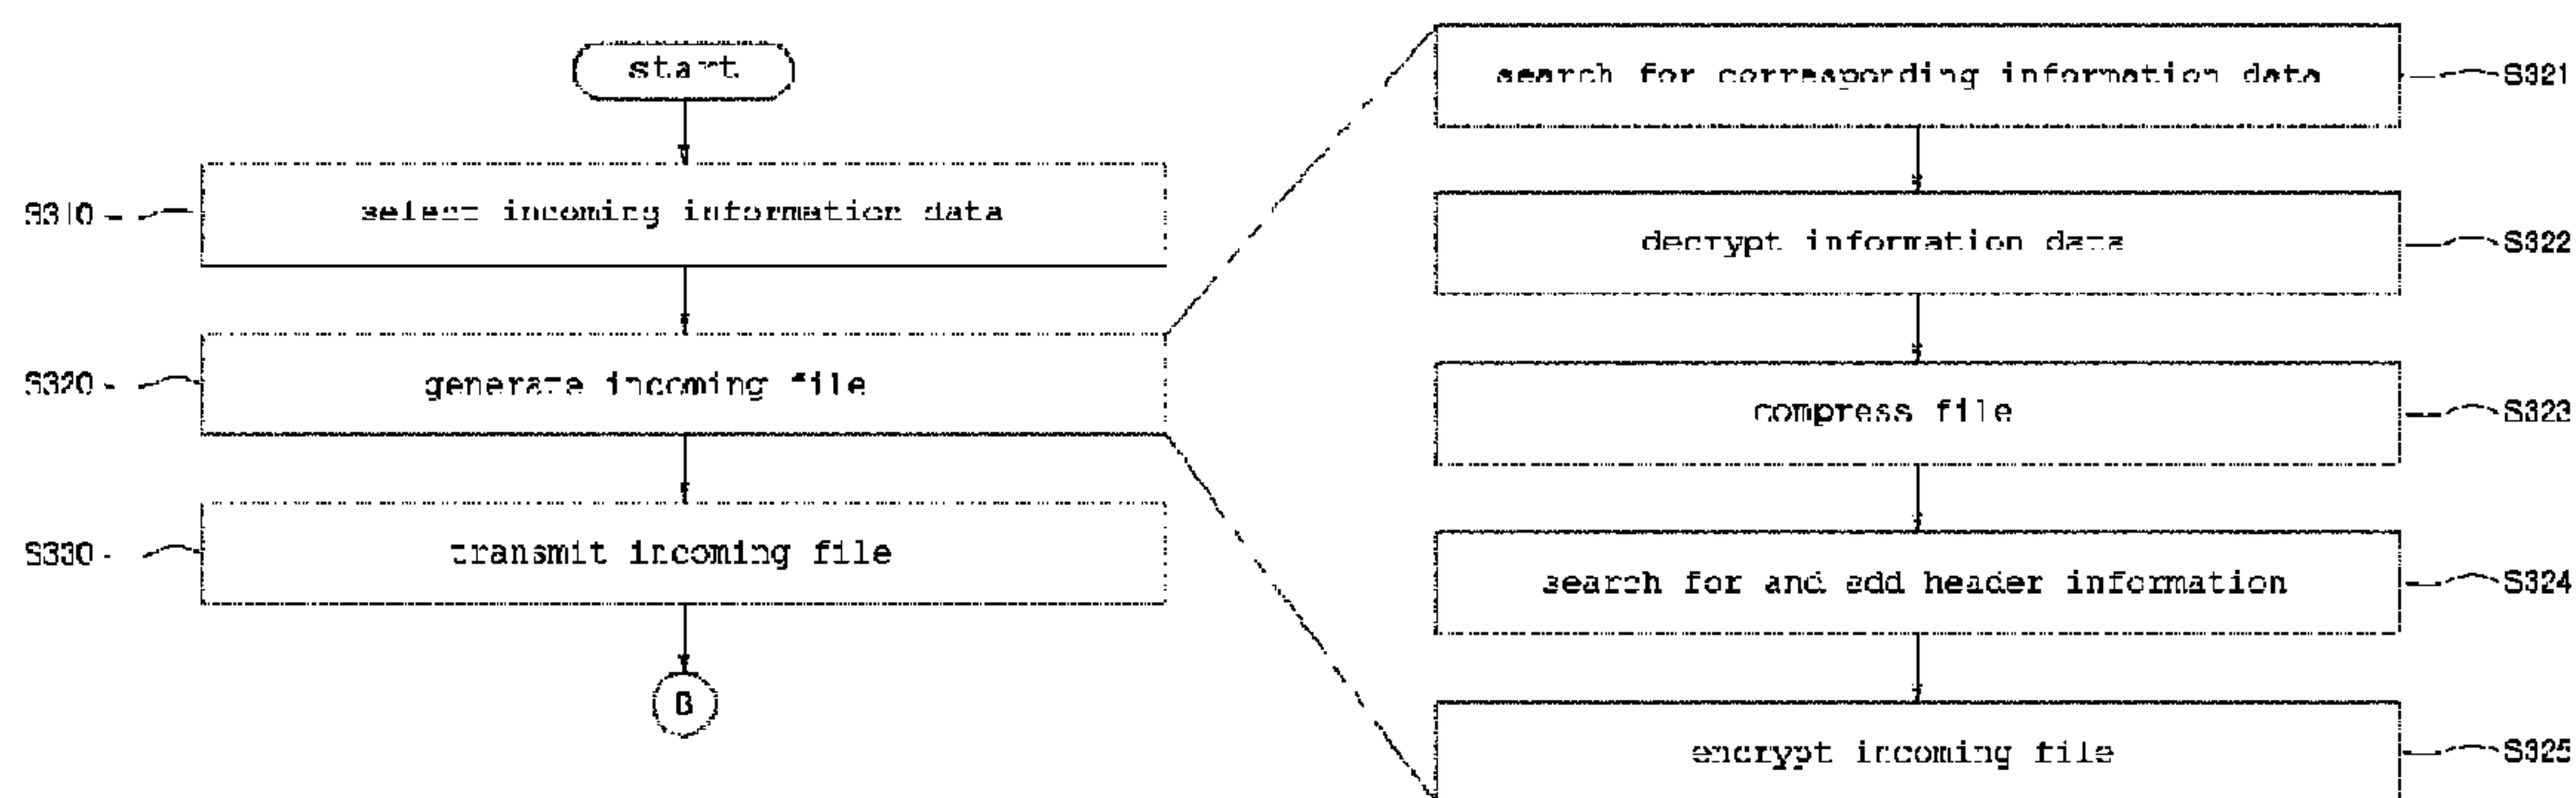 start
S310
select incoming information data
S320
generate incoming file
S330
transmit incoming file
B
search for corresponding information data
S321
decrypt information data
S322
compress file
S323
search for and add header information
S324
encrypt incoming file
S325